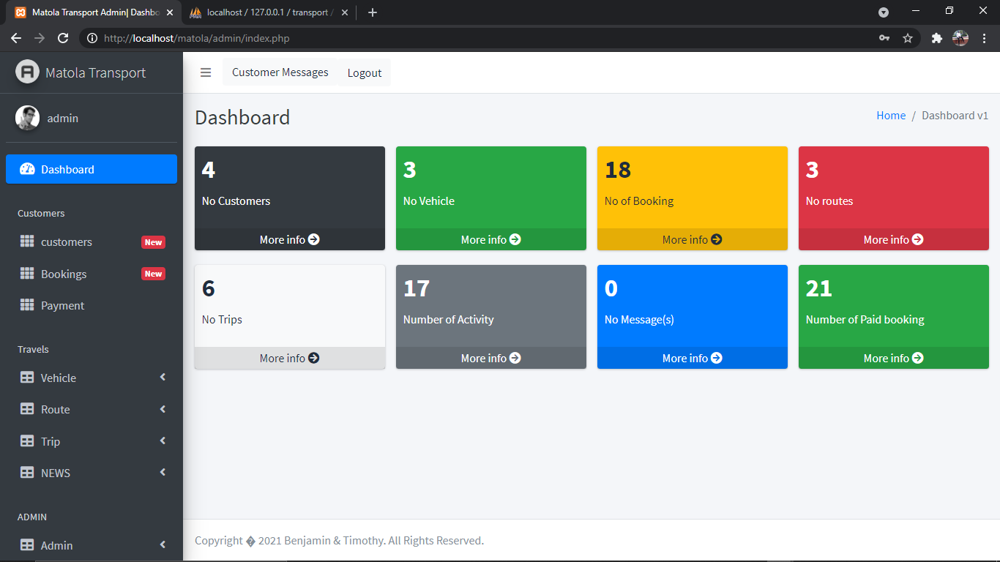 Matola Transport Admin| Dashbo
localhost / 127.0.0.1 / transport /
http://localhost/matola/admin/index.php
Matola Transport
admin
Dashboard
Customers
customers New
Bookings New
Payment
Travels
Vehicle
Route
Trip
NEWS
ADMIN
Admin
Customer Messages
Logout
Dashboard
Home / Dashboard v1
4
No Customers
More info
3
No Vehicle
More info
18
No of Booking
More info
3
No routes
More info
6
No Trips
More info
17
Number of Activity
More info
0
No Message(s)
More info
21
Number of Paid booking
More info
Copyright � 2021 Benjamin & Timothy. All Rights Reserved.